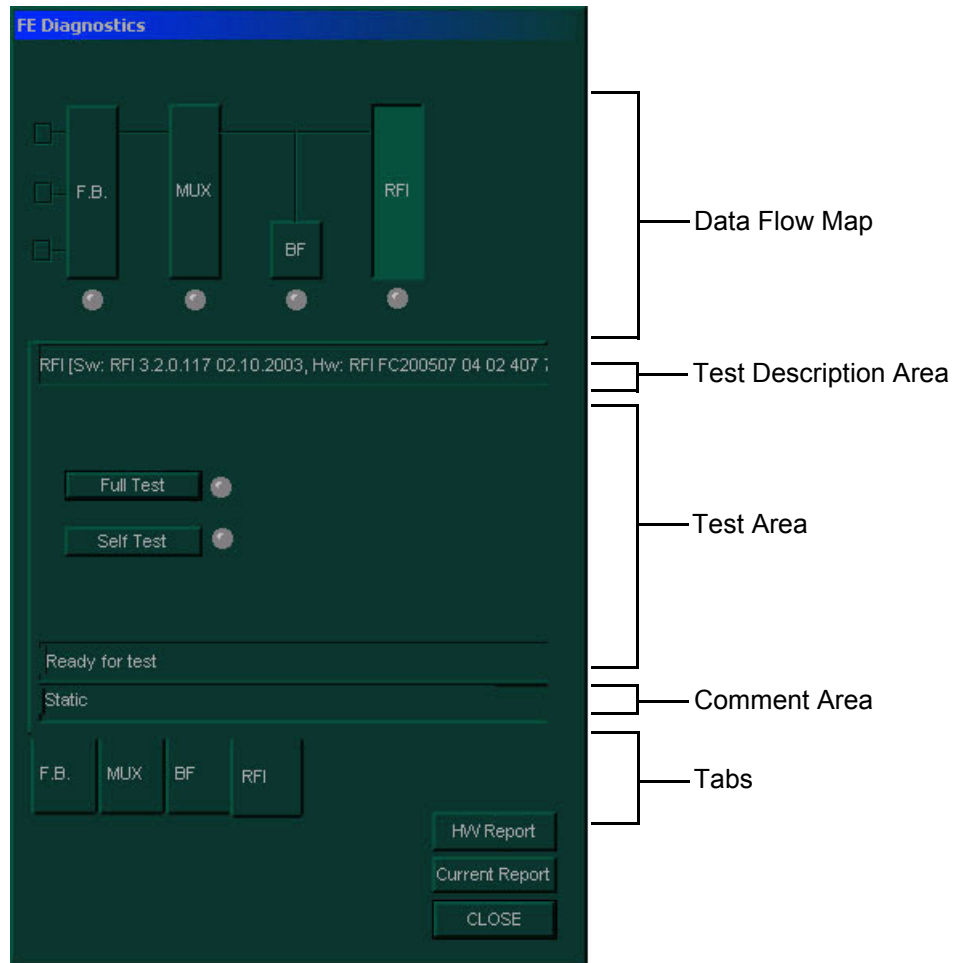 FE Diagnostics
F.B.
MUX
BF
RFI
Data Flow Map
RFI [Sw: RFI 3.2.0.117 02.10.2003, Hw: RFI FC200507 04 02 407
Test Description Area
Full Test
Self Test
Test Area
Ready for test
Static
Comment Area
F.B.
MUX
BF
RFI
Tabs
HW Report
Current Report
CLOSE